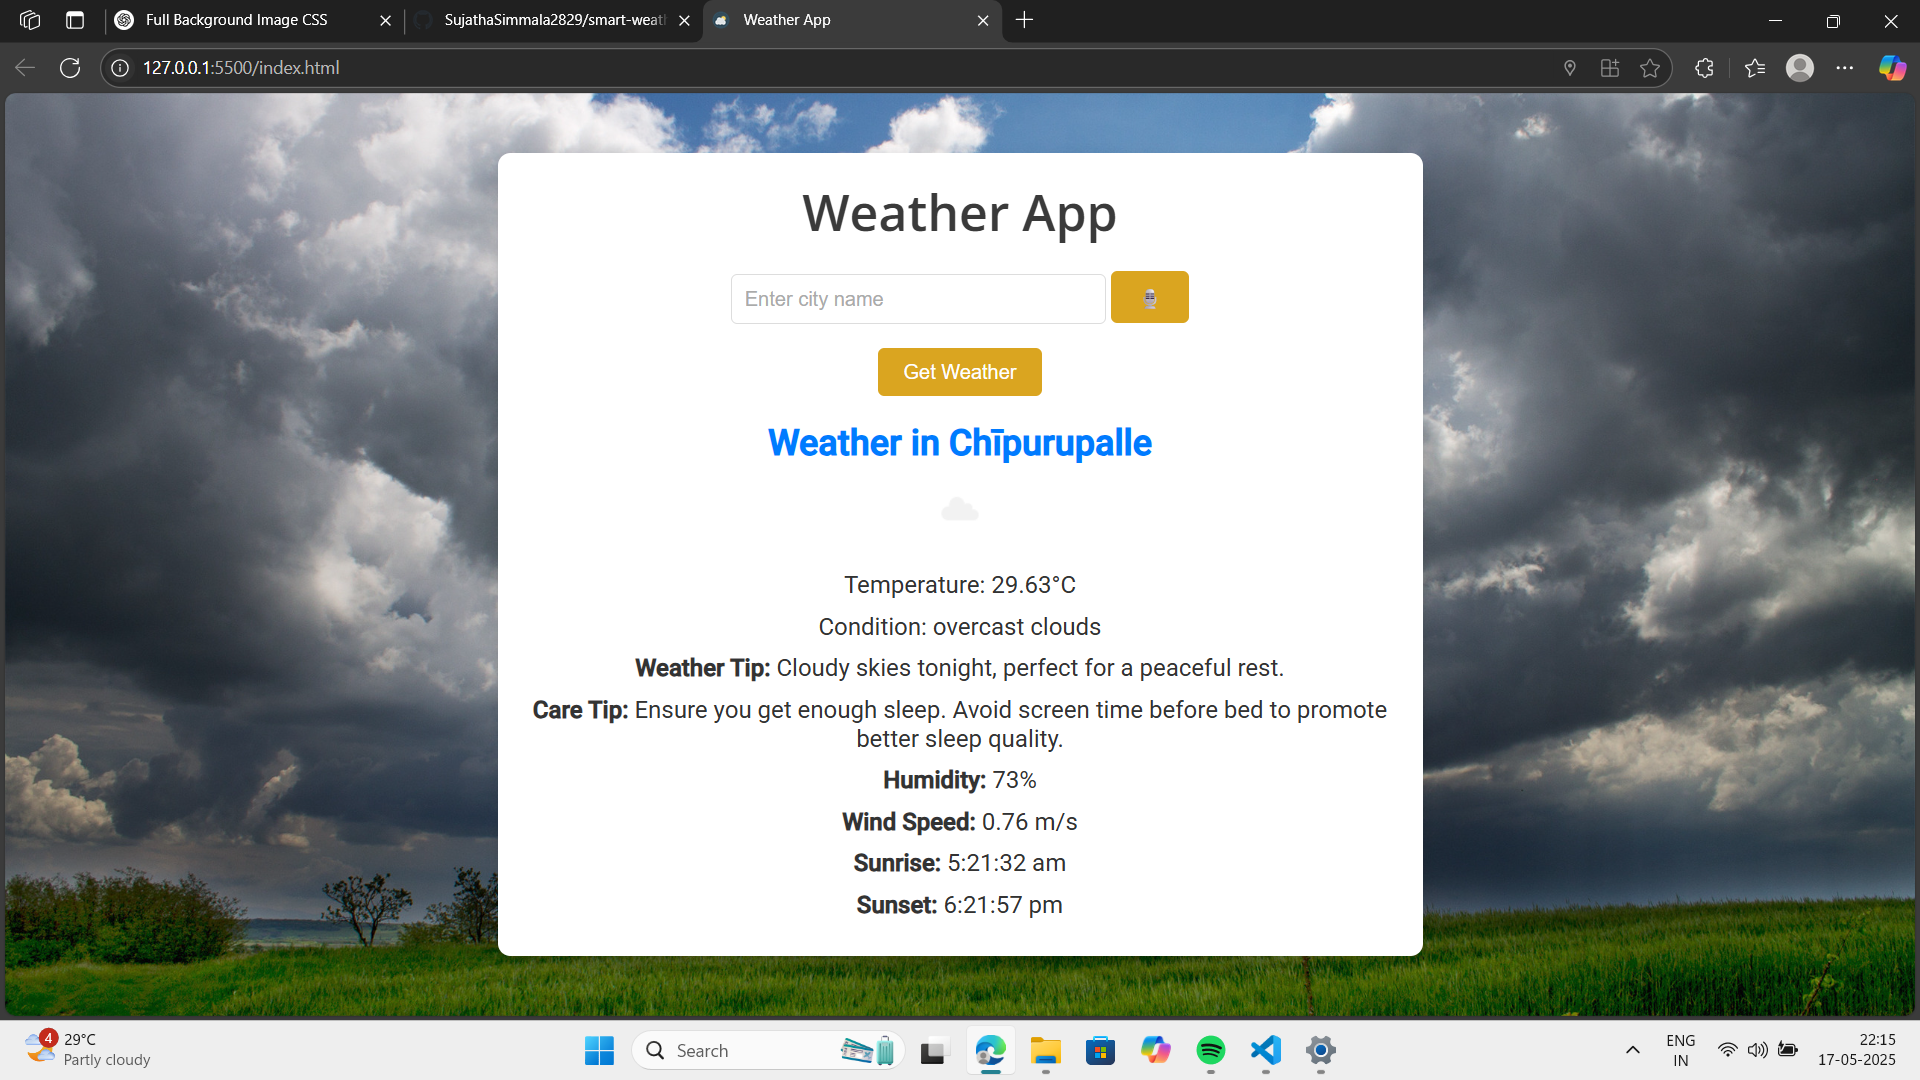 Full Background Image CSS
SujathaSimmala2829/smart-weat
Weather App
127.0.0.1:5500/index.html
Weather App
Enter city name
Get Weather
Weather in Chīpurupalle
Temperature: 29.63°C
Condition: overcast clouds
Weather Tip: Cloudy skies tonight, perfect for a peaceful rest.
Care Tip: Ensure you get enough sleep. Avoid screen time before bed to promote
better sleep quality.
Humidity: 73%
Wind Speed: 0.76 m/s
Sunrise: 5:21:32 am
Sunset: 6:21:57 pm
4
29°C
Partly cloudy
Search
ENG
IN
22:15
17-05-2025